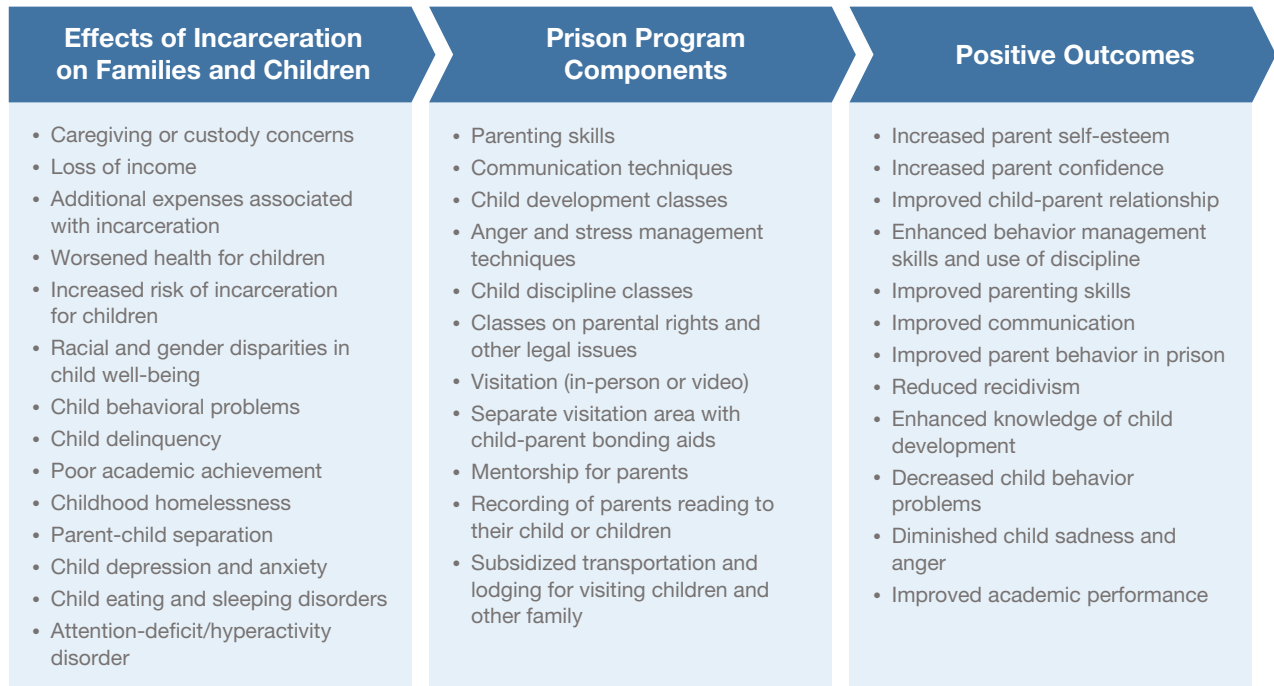 Effects of Incarceration
on Families and Children
• Caregiving or custody concerns
• Loss of income
• Additional expenses associated
with incarceration
• Worsened health for children
• Increased risk of incarceration
for children
• Racial and gender disparities in
child well-being
• Child behavioral problems
• Child delinquency
• Poor academic achievement
• Childhood homelessness
• Parent-child separation
• Child depression and anxiety
• Child eating and sleeping disorders
• Attention-deficit/hyperactivity
disorder
Prison Program
Components
• Parenting skills
• Communication techniques
• Child development classes
• Anger and stress management
techniques
• Child discipline classes
• Classes on parental rights and
other legal issues
• Visitation (in-person or video)
• Separate visitation area with
child-parent bonding aids
• Mentorship for parents
• Recording of parents reading to
their child or children
• Subsidized transportation and
lodging for visiting children and
other family
Positive Outcomes
• Increased parent self-esteem
• Increased parent confidence
• Improved child-parent relationship
• Enhanced behavior management
skills and use of discipline
• Improved parenting skills
• Improved communication
• Improved parent behavior in prison
• Reduced recidivism
• Enhanced knowledge of child
development
• Decreased child behavior
problems
• Diminished child sadness and
anger
• Improved academic performance